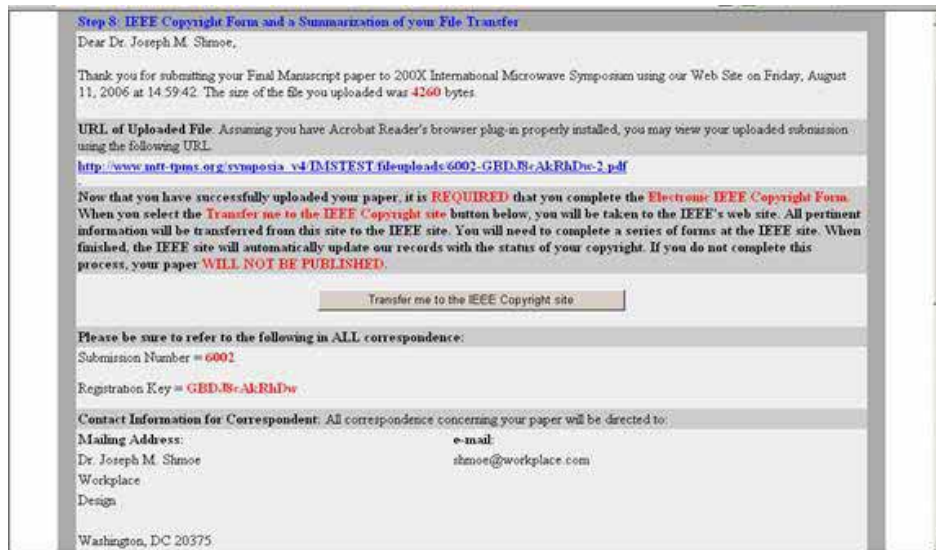 Step 8: IEEE Copyright Form and a Summarization of your File Transfer
Dear Dr. Joseph M. Shmoe,
Thank you for submitting your Final Manuscript paper to 200X International Microwave Symposium using our Web Site on Friday, August
11, 2006 at 14:59:42. The size of the file you uploaded was 4260 bytes.
URL of Uploaded File: Assuming you have Acrobat Reader's browser plug-in properly installed, you may view your uploaded submission
using the following URL.
http://www.mtt-tpms.org/symposia_v4/IMSTEST/fileuploads/6002-GBDJ8cAkRhDw-2.pdf
Now that you have successfully uploaded your paper, it is REQUIRED that you complete the Electronic IEEE Copyright Form.
When you select the Transfer me to the IEEE Copyright site button below, you will be taken to the IEEE's web site. All pertinent
information will be transferred from this site to the IEEE site. You will need to complete a series of forms at the IEEE site. When
finished, the IEEE site will automatically update our records with the status of your copyright. If you do not complete this
process, your paper WILL NOT BE PUBLISHED.
Transfer me to the IEEE Copyright site
Please be sure to refer to the following in ALL correspondence:
Submission Number = 6002
Registration Key = GBDJ8cAkRhDw
Contact Information for Correspondent: All correspondence concerning your paper will be directed to:
Mailing Address: e-mail:
Dr. Joseph M. Shmoe shmoe@workplace.com
Workplace
Design
Washington, DC 20375